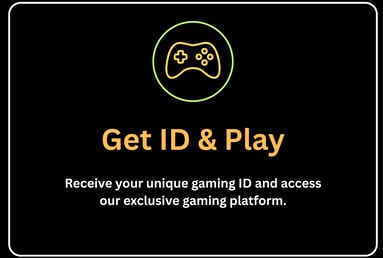 Get ID & Play
Receive your unique gaming ID and access
our exclusive gaming platform.